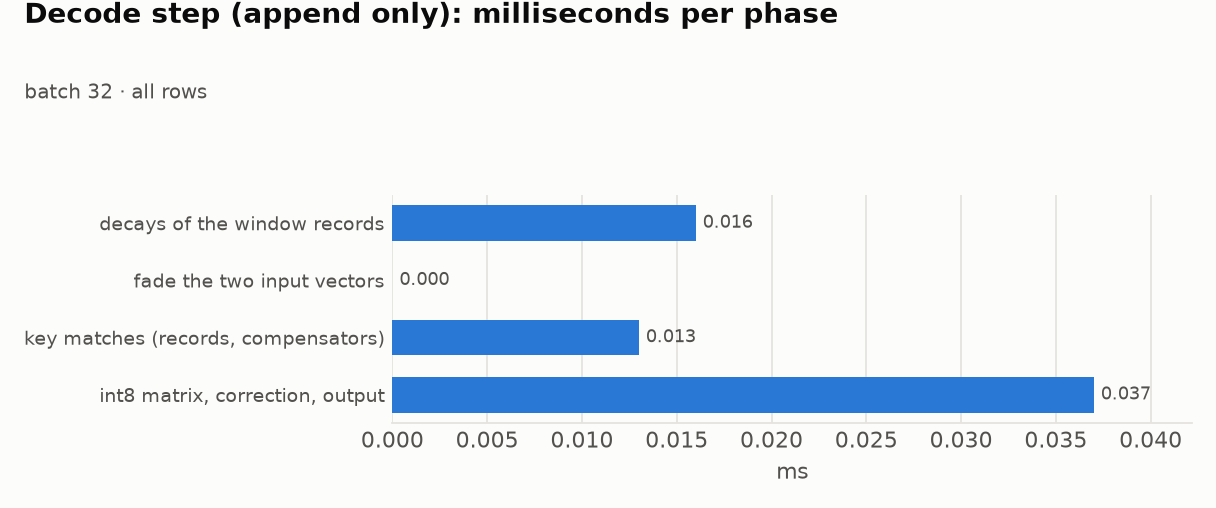 Decode step (append only): milliseconds per phase
batch 32 · all rows
decays of the window records 0.016
fade the two input vectors 0.000
key matches (records, compensators) 0.013
int8 matrix, correction, output 0.037
0.000 0.005 0.010 0.015 0.020 0.025 0.030 0.035 0.040
ms